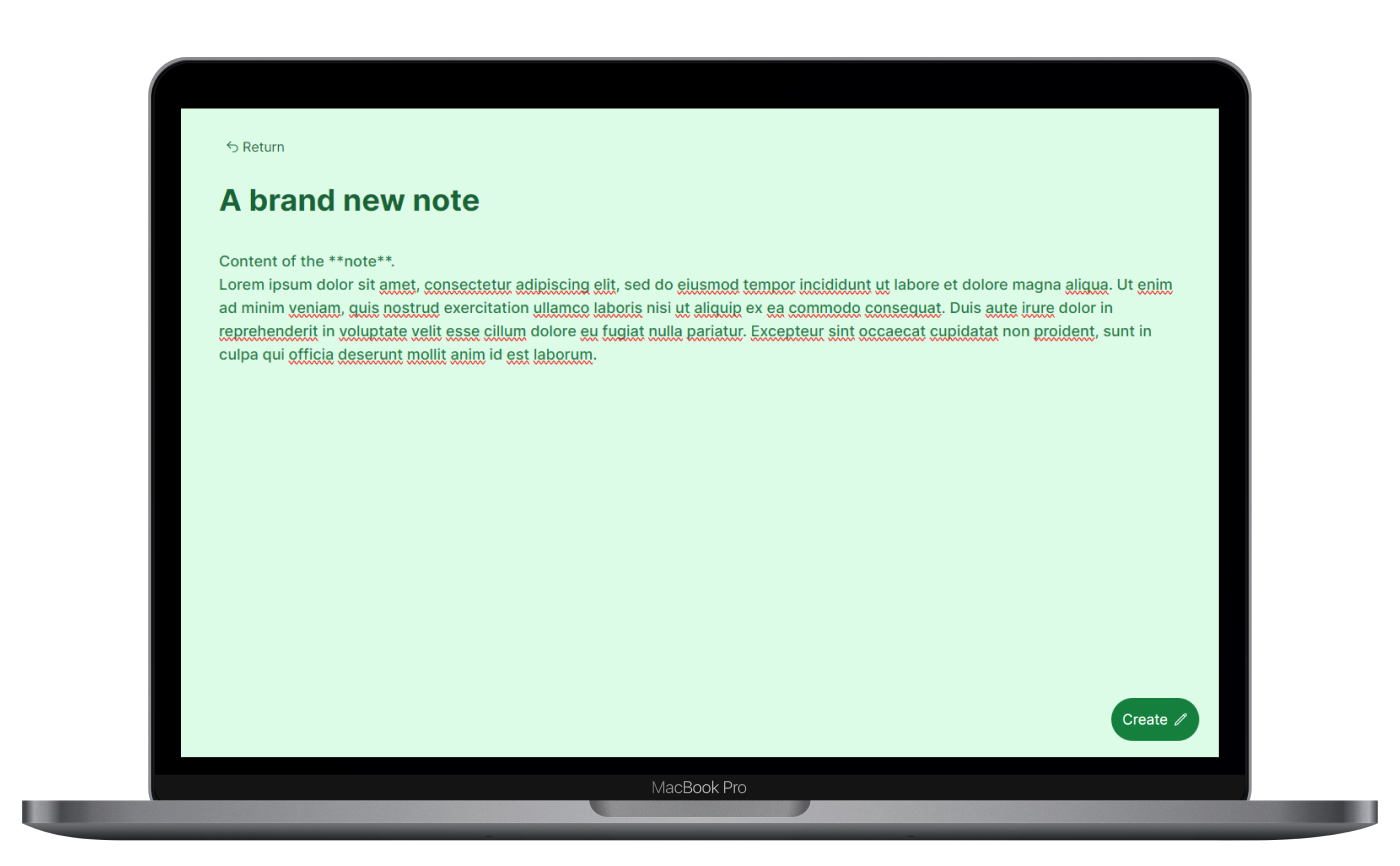 Return
A brand new note
Content of the **note**.
Lorem ipsum dolor sit amet, consectetur adipiscing elit, sed do eiusmod tempor incididunt ut labore et dolore magna aliqua. Ut enim
ad minim veniam, quis nostrud exercitation ullamco laboris nisi ut aliquip ex ea commodo consequat. Duis aute irure dolor in
reprehenderit in voluptate velit esse cillum dolore eu fugiat nulla pariatur. Excepteur sint occaecat cupidatat non proident, sunt in
culpa qui officia deserunt mollit anim id est laborum.
Create
MacBook Pro